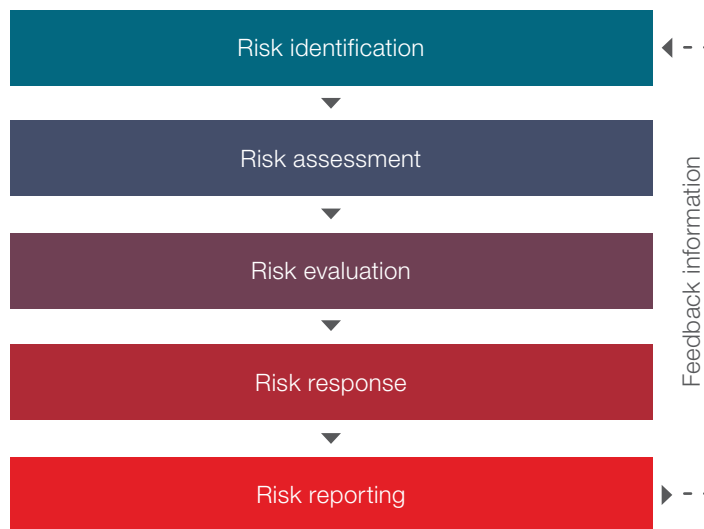 Risk identification
Risk assessment
Risk evaluation
Risk response
Risk reporting
Feedback information